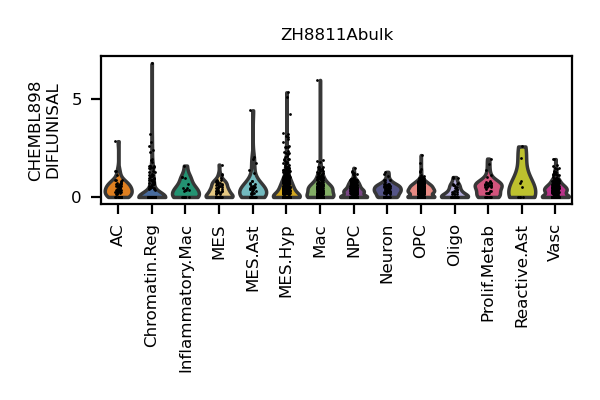 ZH8811Abulk
CHEMBL898
DIFLUNISAL
5
0
AC
Chromatin.Reg
Inflammatory.Mac
MES
MES.Ast
MES.Hyp
Mac
NPC
Neuron
OPC
Oligo
Prolif.Metab
Reactive.Ast
Vasc